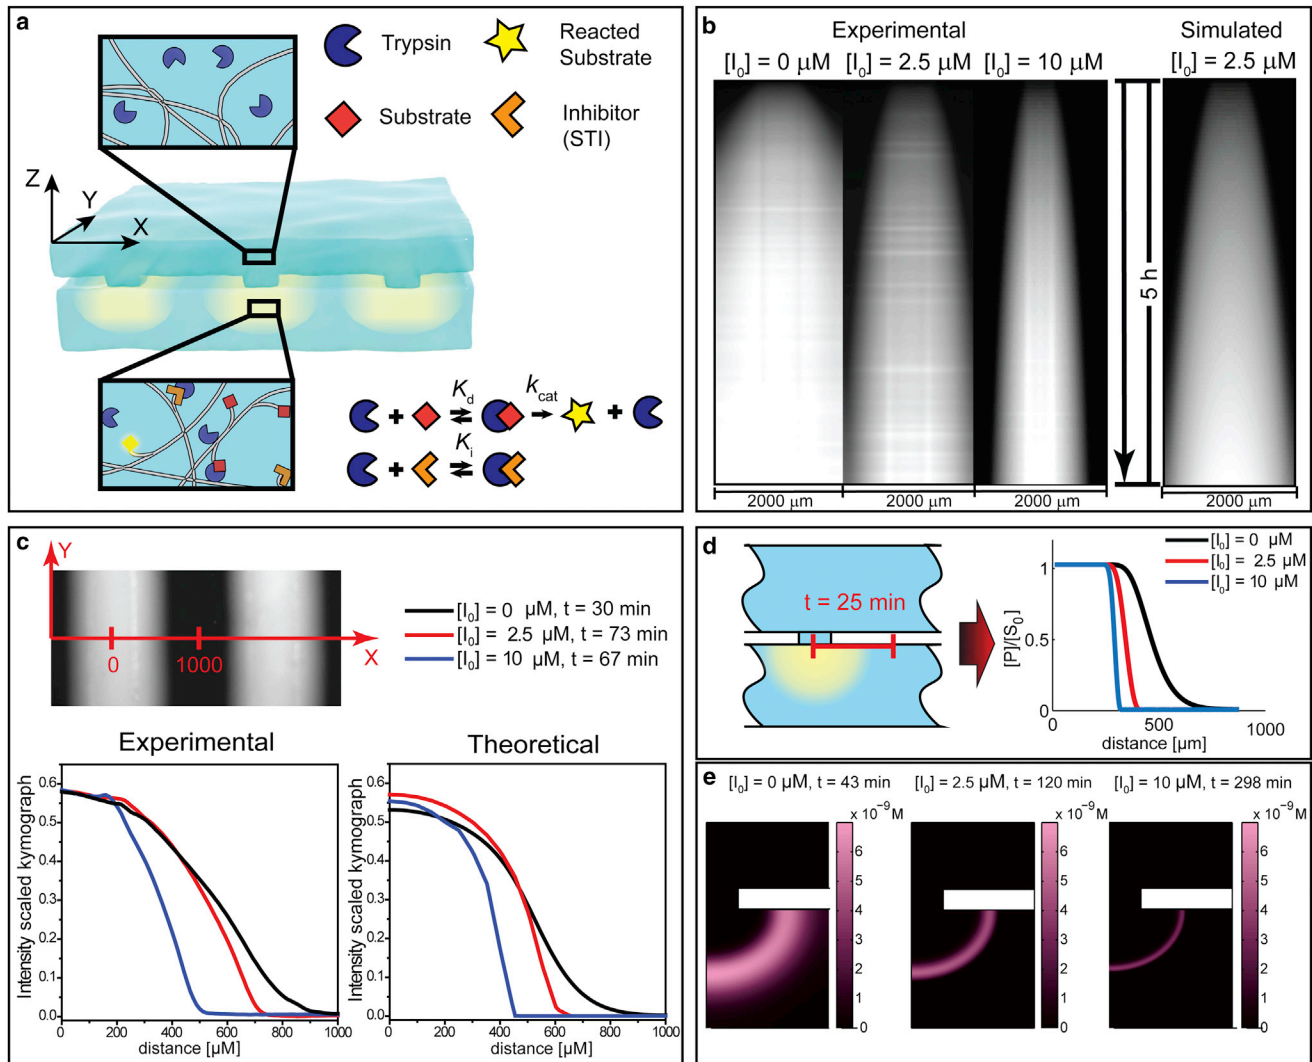 a
Trypsin
Reacted
Substrate
Substrate
Inhibitor
(STI)
Z
Y
X
K_d
k_cat
+
+
K_i
+
b
Experimental
Simulated
[I₀] = 0 µM
[I₀] = 2.5 µM
[I₀] = 10 µM
[I₀] = 2.5 µM
5 h
2000 µm
2000 µm
2000 µm
2000 µm
c
Y
X
0
1000
[I₀] = 0 µM, t = 30 min
[I₀] = 2.5 µM, t = 73 min
[I₀] = 10 µM, t = 67 min
Experimental
Intensity scaled kymograph
0.6
0.5
0.4
0.3
0.2
0.1
0.0
0 200 400 600 800 1000
distance [µM]
Theoretical
Intensity scaled kymograph
0.6
0.5
0.4
0.3
0.2
0.1
0.0
0 200 400 600 800 1000
distance [µM]
d
t = 25 min
[I₀] = 0 µM
[I₀] = 2.5 µM
[I₀] = 10 µM
[P]/[S₀]
1
0.5
0
0 500 1000
distance [µm]
e
[I₀] = 0 µM, t = 43 min
[I₀] = 2.5 µM, t = 120 min
[I₀] = 10 µM, t = 298 min
x 10⁻⁹ M
6
5
4
3
2
1
0
x 10⁻⁹ M
6
5
4
3
2
1
0
x 10⁻⁹ M
6
5
4
3
2
1
0